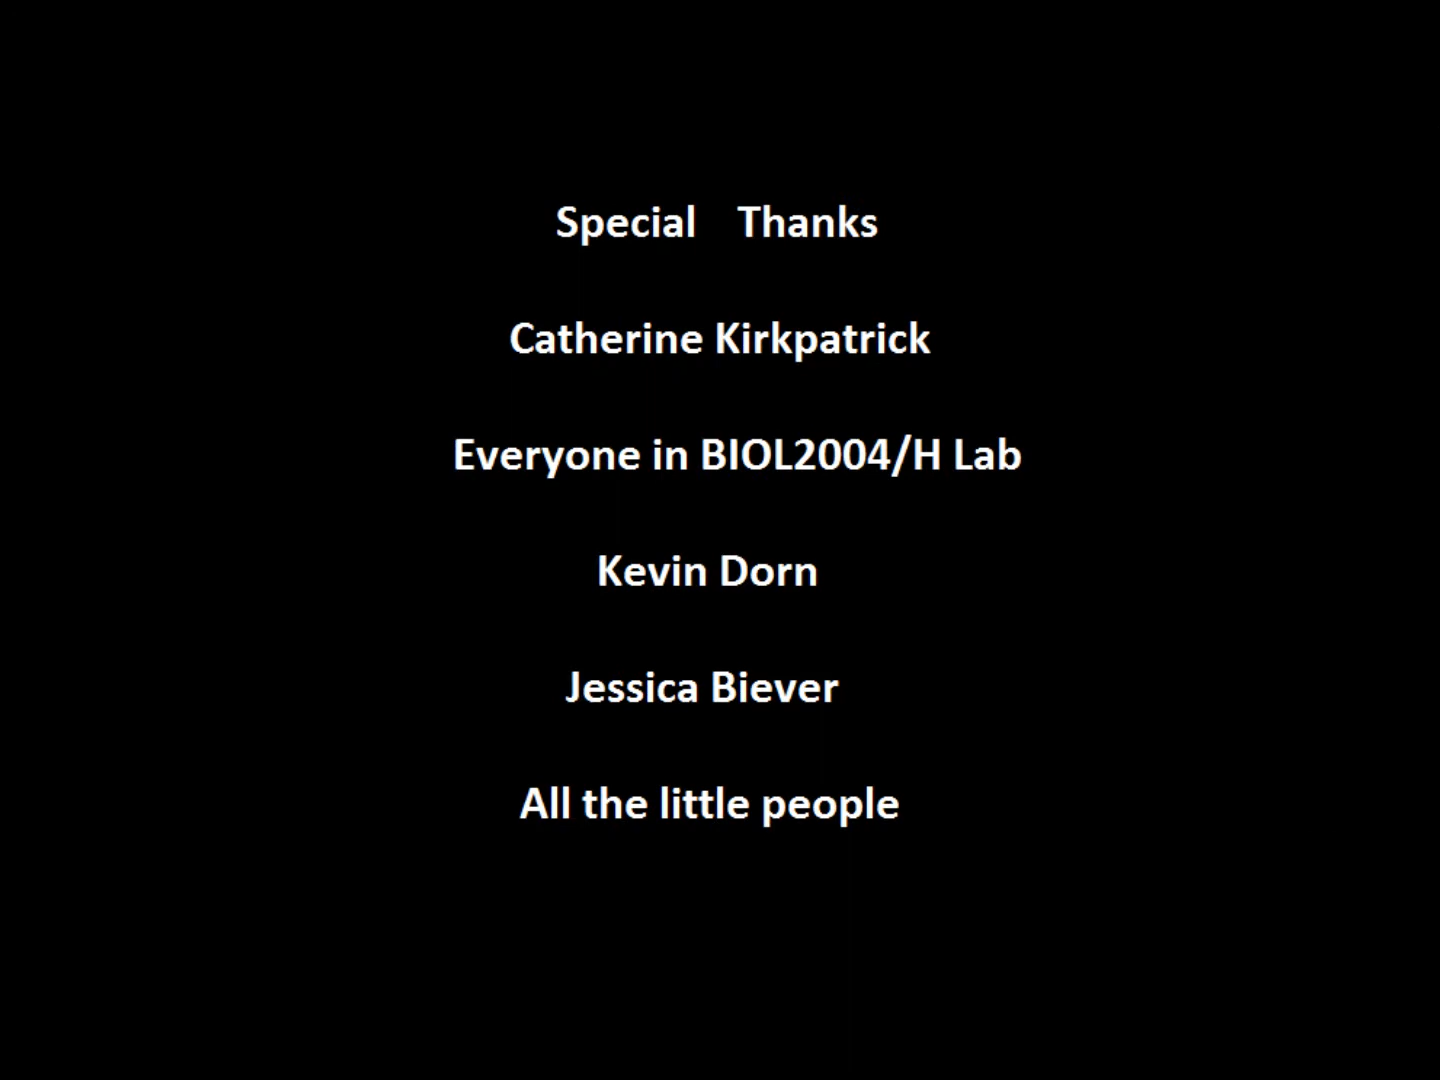 Special Thanks
Catherine Kirkpatrick
Everyone in BIOL2004/H Lab
Kevin Dorn
Jessica Biever
All the little people